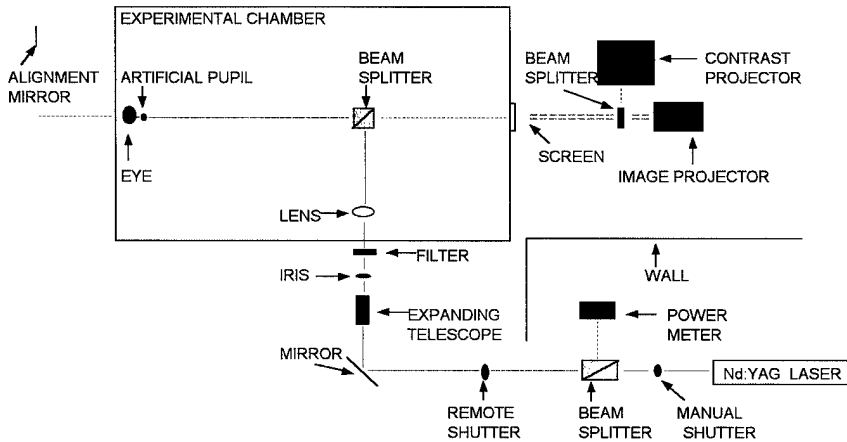 EXPERIMENTAL CHAMBER
ALIGNMENT
MIRROR
ARTIFICIAL PUPIL
BEAM
SPLITTER
BEAM
SPLITTER
CONTRAST
PROJECTOR
EYE
SCREEN
IMAGE PROJECTOR
LENS
FILTER
WALL
IRIS
EXPANDING
TELESCOPE
POWER
METER
MIRROR
Nd:YAG LASER
REMOTE
SHUTTER
BEAM
SPLITTER
MANUAL
SHUTTER